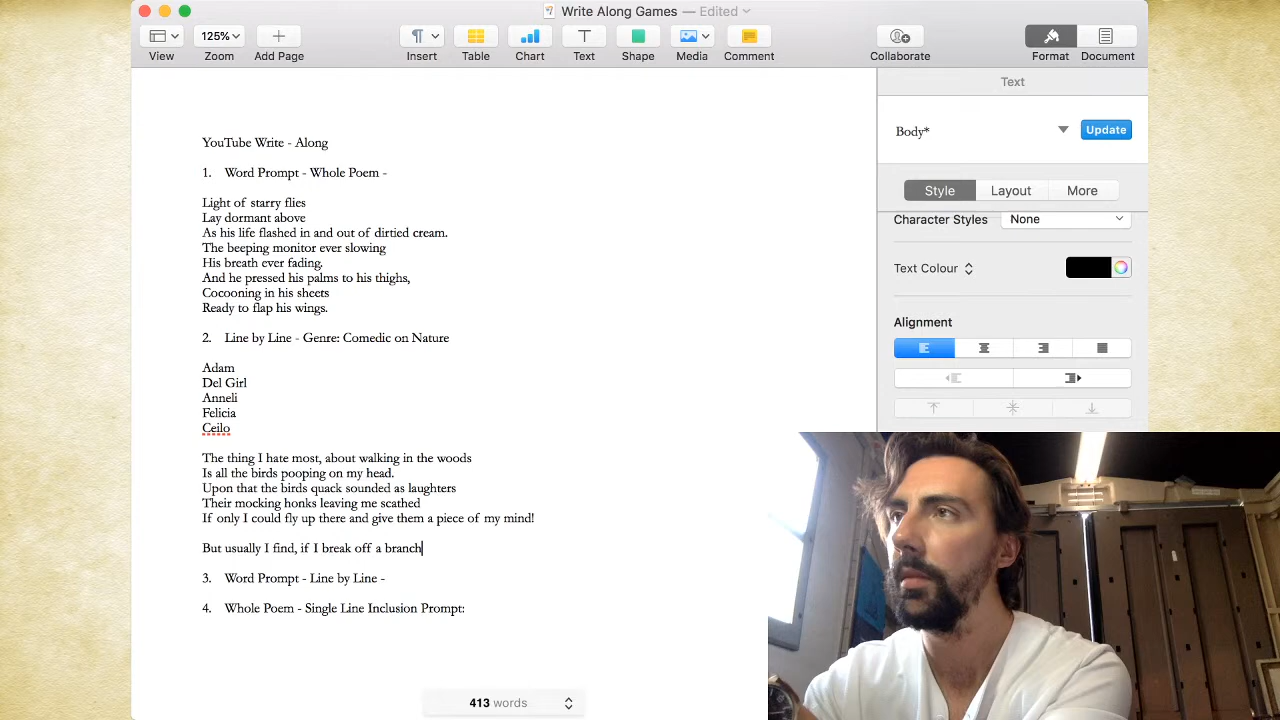 Write Along Games — Edited
125%
View
Zoom
Add Page
Insert
Table
Chart
Text
Shape
Media
Comment
Collaborate
Format
Document
Text
Body*
Update
Style
Layout
More
Character Styles
None
Text Colour
Alignment
YouTube Write - Along
1. Word Prompt - Whole Poem -
Light of starry flies
Lay dormant above
As his life flashed in and out of dirtied cream.
The beeping monitor ever slowing
His breath ever fading.
And he pressed his palms to his thighs,
Cocooning in his sheets
Ready to flap his wings.
2. Line by Line - Genre: Comedic on Nature
Adam
Del Girl
Anneli
Felicia
Ceilo
The thing I hate most, about walking in the woods
Is all the birds pooping on my head.
Upon that the birds quack sounded as laughters
Their mocking honks leaving me scathed
If only I could fly up there and give them a piece of my mind!
But usually I find, if I break off a branch
3. Word Prompt - Line by Line -
4. Whole Poem - Single Line Inclusion Prompt:
413 words